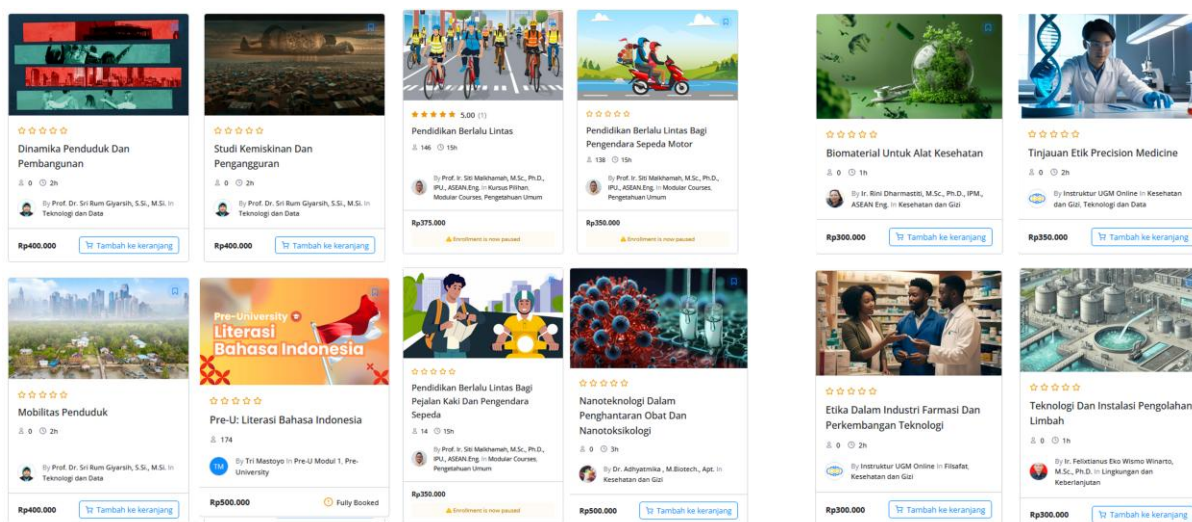 Dinamika Penduduk Dan
Pembangunan
0 2h
By Prof. Dr. Sri Rum Giyarsih, S.Si., M.Si. In
Teknologi dan Data
Rp400.000 Tambah ke keranjang
Studi Kemiskinan Dan
Pengangguran
0 2h
By Prof. Dr. Sri Rum Giyarsih, S.Si., M.Si. In
Teknologi dan Data
Rp400.000 Tambah ke keranjang
5.00 (1)
Pendidikan Berlalu Lintas
146 15h
By Prof. Ir. Siti Malkhamah, M.Sc., Ph.D.,
IPU., ASEAN.Eng. In Kursus Pilihan,
Modular Courses, Pengetahuan Umum
Rp375.000
Enrollment is now paused
Pendidikan Berlalu Lintas Bagi
Pengendara Sepeda Motor
138 15h
By Prof. Ir. Siti Malkhamah, M.Sc., Ph.D.,
IPU., ASEAN.Eng. In Modular Courses,
Pengetahuan Umum
Rp350.000
Enrollment is now paused
Biomaterial Untuk Alat Kesehatan
0 1h
By Ir. Rini Dharmastiti, M.Sc., Ph.D., IPM.,
ASEAN Eng. In Kesehatan dan Gizi
Rp300.000 Tambah ke keranjang
Tinjauan Etik Precision Medicine
0 2h
By Instruktur UGM Online In Kesehatan
dan Gizi, Teknologi dan Data
Rp350.000 Tambah ke keranjang
Mobilitas Penduduk
0 2h
By Prof. Dr. Sri Rum Giyarsih, S.Si., M.Si. In
Teknologi dan Data
Rp400.000 Tambah ke keranjang
Pre-University
Literasi
Bahasa Indonesia
Pre-U: Literasi Bahasa Indonesia
174
TM
By Tri Mastoyo In Pre-U Modul 1, Pre-
University
Rp500.000 Fully Booked
Pendidikan Berlalu Lintas Bagi
Pejalan Kaki Dan Pengendara
Sepeda
14 15h
By Prof. Ir. Siti Malkhamah, M.Sc., Ph.D.,
IPU., ASEAN.Eng. In Modular Courses,
Pengetahuan Umum
Rp350.000
Enrollment is now paused
Nanoteknologi Dalam
Penghantaran Obat Dan
Nanotoksikologi
0 3h
By Dr. Adhyatmika , M.Biotech., Apt. In
Kesehatan dan Gizi
Rp500.000 Tambah ke keranjang
Etika Dalam Industri Farmasi Dan
Perkembangan Teknologi
0 2h
By Instruktur UGM Online In Filsafat,
Kesehatan dan Gizi
Rp300.000 Tambah ke keranjang
Teknologi Dan Instalasi Pengolahan
Limbah
0 1h
By Ir. Felixtianus Eko Wismo Winarto,
M.Sc., Ph.D. In Lingkungan dan
Keberlanjutan
Rp300.000 Tambah ke keranjang